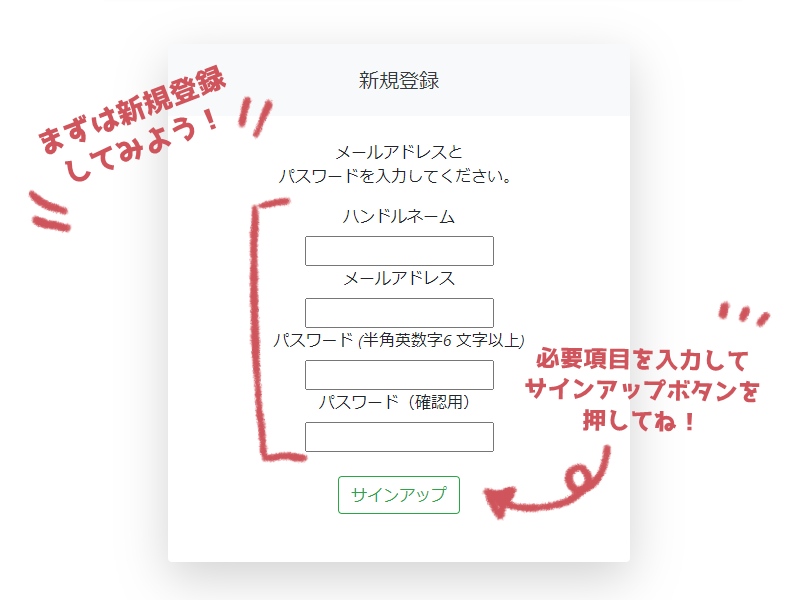 新規登録
まずは新規登録
してみよう！
メールアドレスと
パスワードを入力してください。
ハンドルネーム
メールアドレス
パスワード (半角英数字6 文字以上)
パスワード（確認用）
必要項目を入力して
サインアップボタンを
押してね！
サインアップ